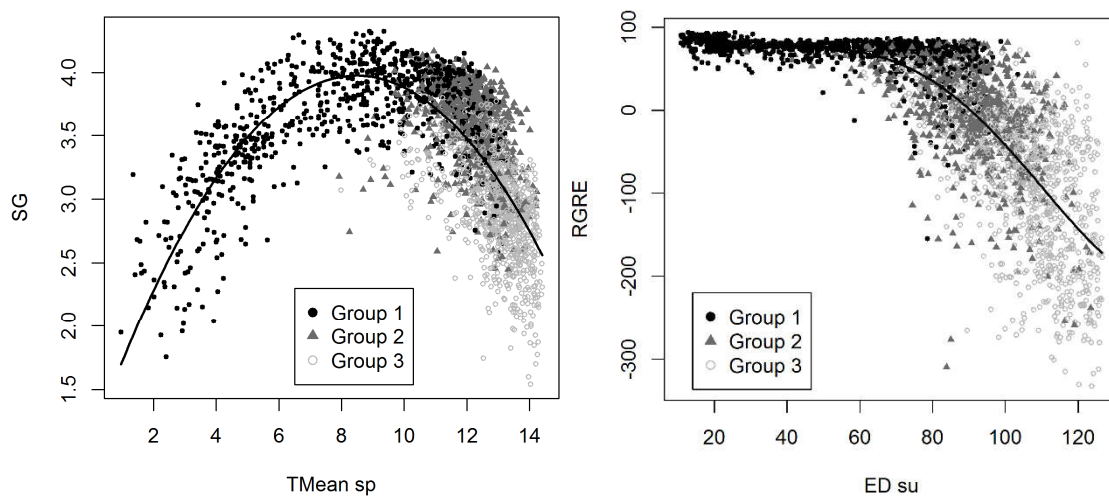 SG
4.0
3.5
3.0
2.5
2.0
1.5
Group 1
Group 2
Group 3
2 4 6 8 10 12 14
TMean sp
RGRE
100
0
-100
-200
-300
Group 1
Group 2
Group 3
20 40 60 80 100 120
ED su